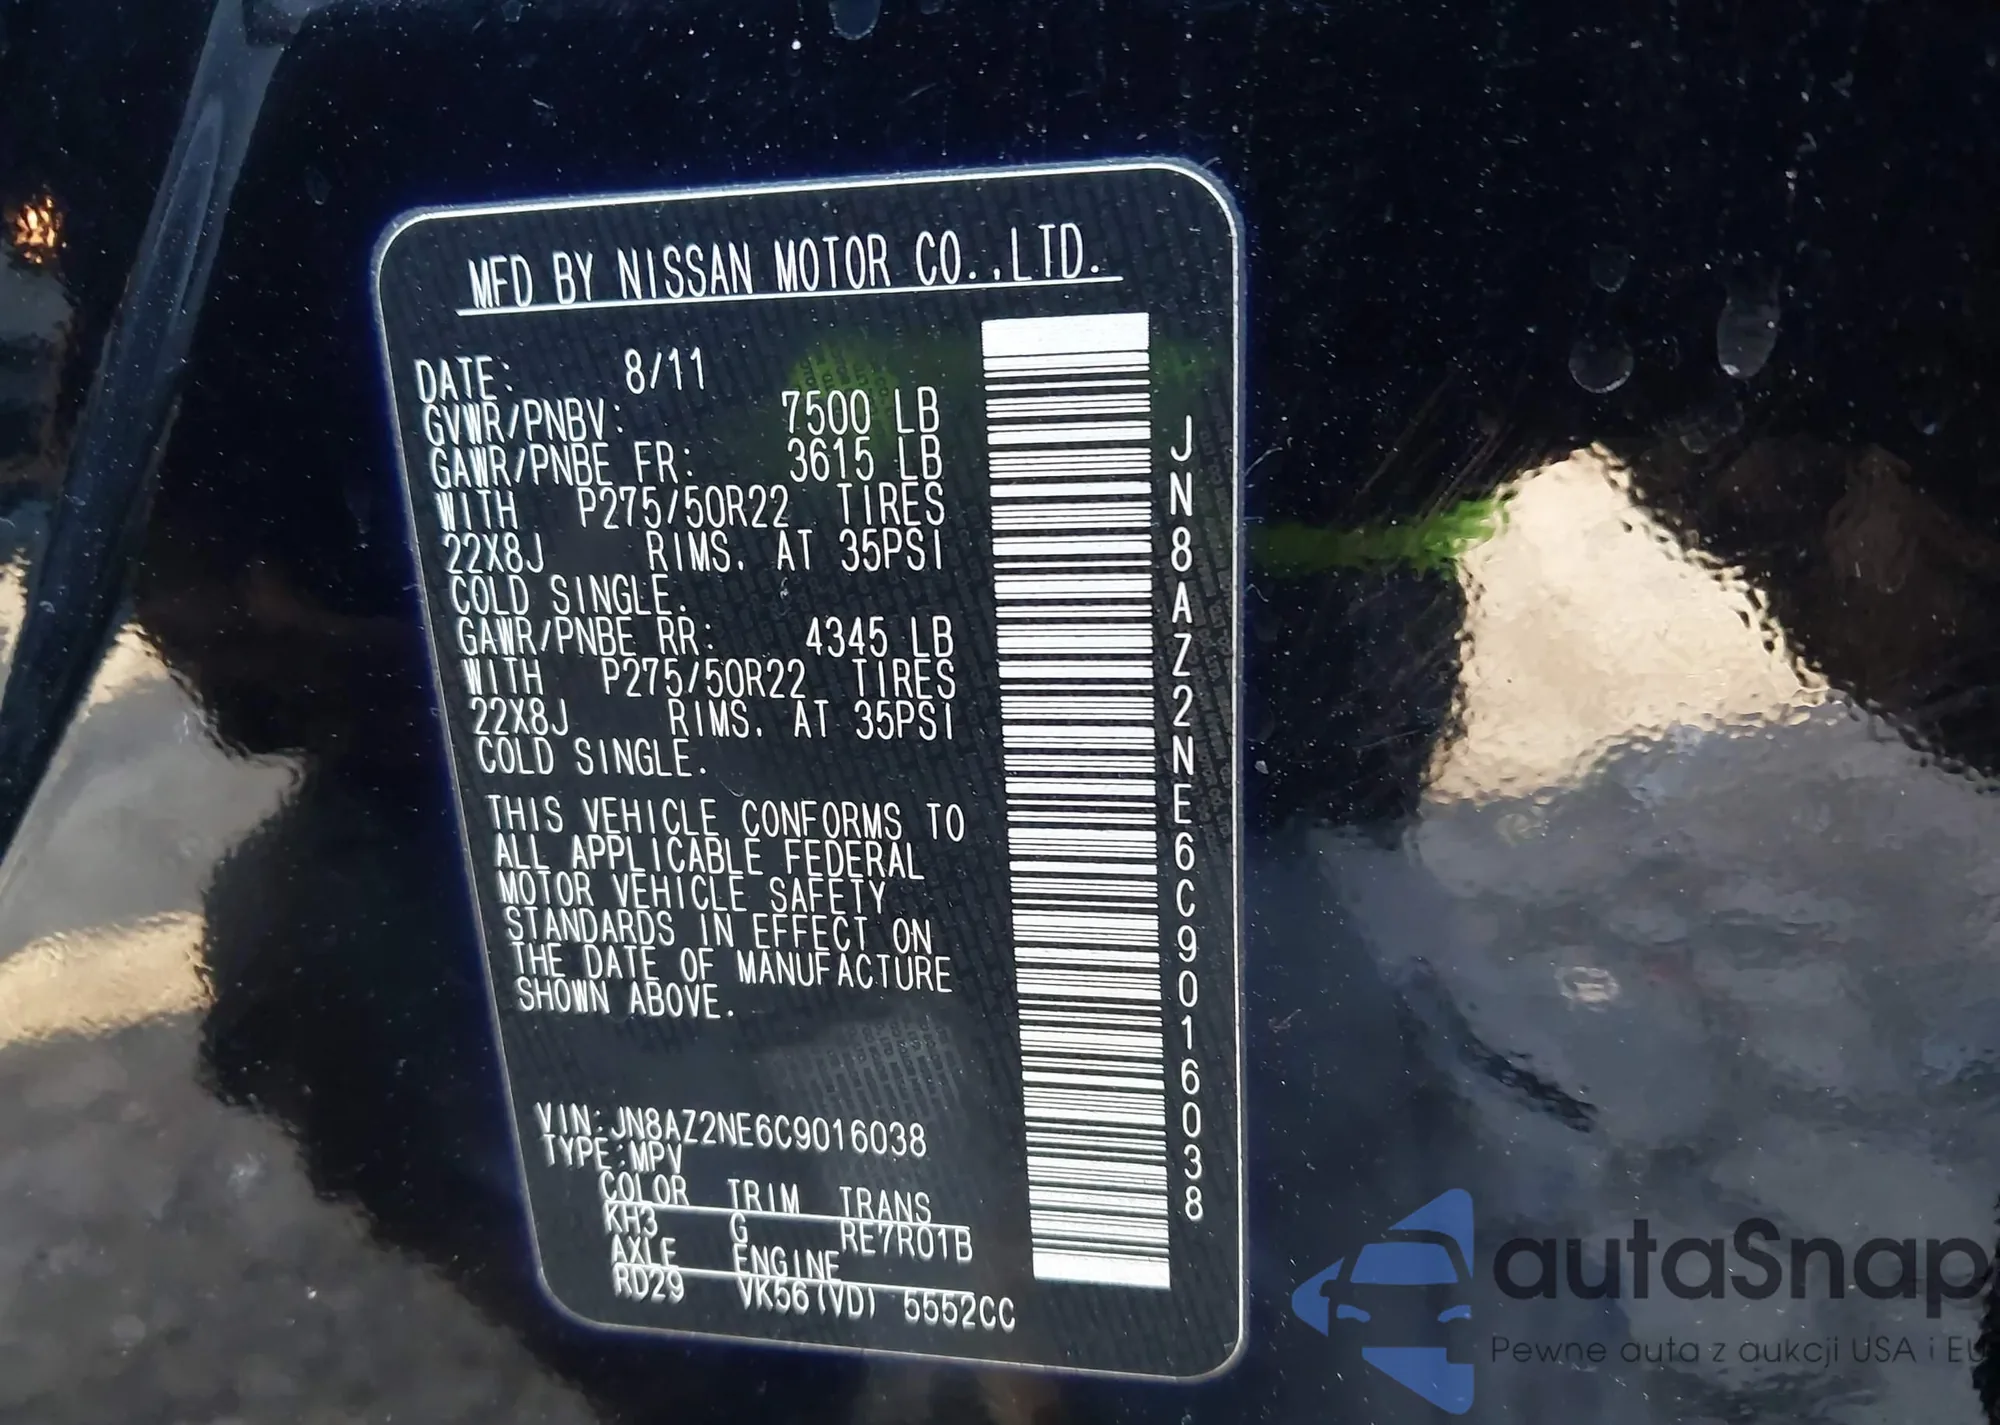 MFD BY NISSAN MOTOR CO.,LTD.
DATE: 8/11
GVWR/PNBV: 7500 LB
GAWR/PNBE FR: 3615 LB
WITH P275/50R22 TIRES
22X8J RIMS. AT 35PSI
COLD SINGLE.
GAWR/PNBE RR: 4345 LB
WITH P275/50R22 TIRES
22X8J RIMS. AT 35PSI
COLD SINGLE.
THIS VEHICLE CONFORMS TO
ALL APPLICABLE FEDERAL
MOTOR VEHICLE SAFETY
STANDARDS IN EFFECT ON
THE DATE OF MANUFACTURE
SHOWN ABOVE.
VIN:JN8AZ2NE6C9016038
TYPE:MPV
COLOR TRIM TRANS
KH3 G RE7R01B
AXLE ENGINE
RD29 VK56(VD) 5552CC
JN8AZ2NE6C9016038
autaSnap
Pewne auta z aukcji USA i EU